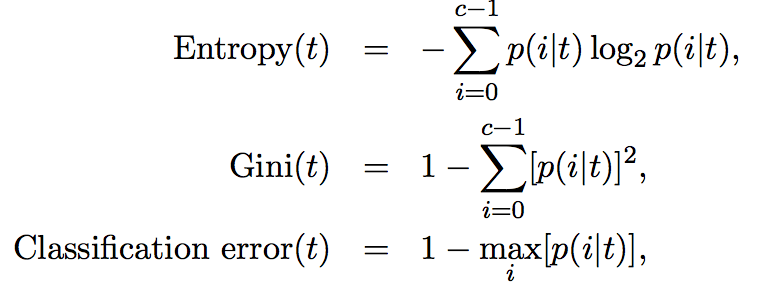 Entropy(t) = − ∑_{i=0}^{c−1} p(i|t) log₂ p(i|t),
Gini(t) = 1 − ∑_{i=0}^{c−1} [p(i|t)]²,
Classification error(t) = 1 − max_i [p(i|t)],